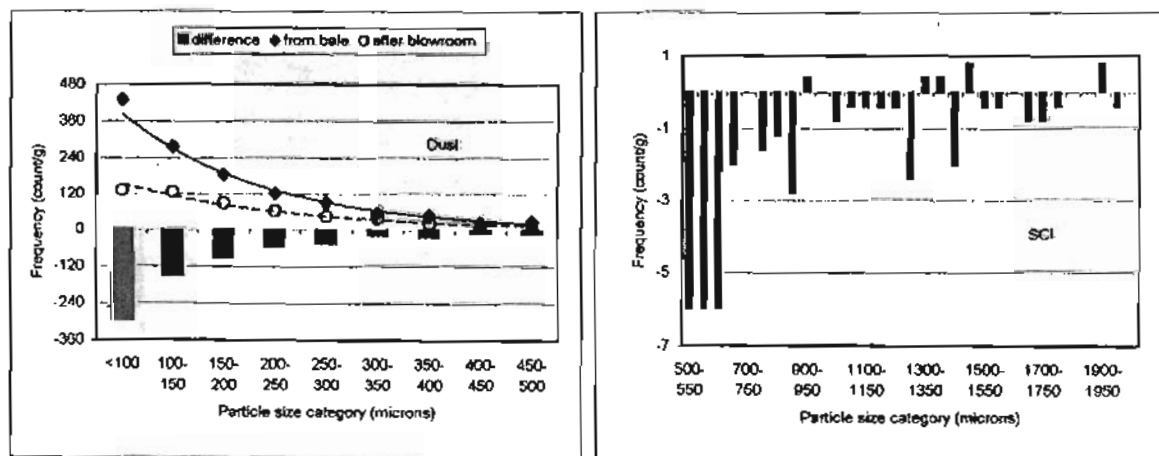 difference from bale after blowroom
480
360
240
120
0
-120
-240
-360
Frequency (count/g)
Dust
<100 100- 150- 200- 250- 300- 350- 400- 450-
150 200 250 300 350 400 450 500
Particle size category (microns)
1
-1
-3
-5
-7
Frequency (count/g)
SCI
500- 700- 900- 1100- 1300- 1500- 1700- 1900-
550 750 950 1150 1350 1550 1750 1950
Particle size category (microns)